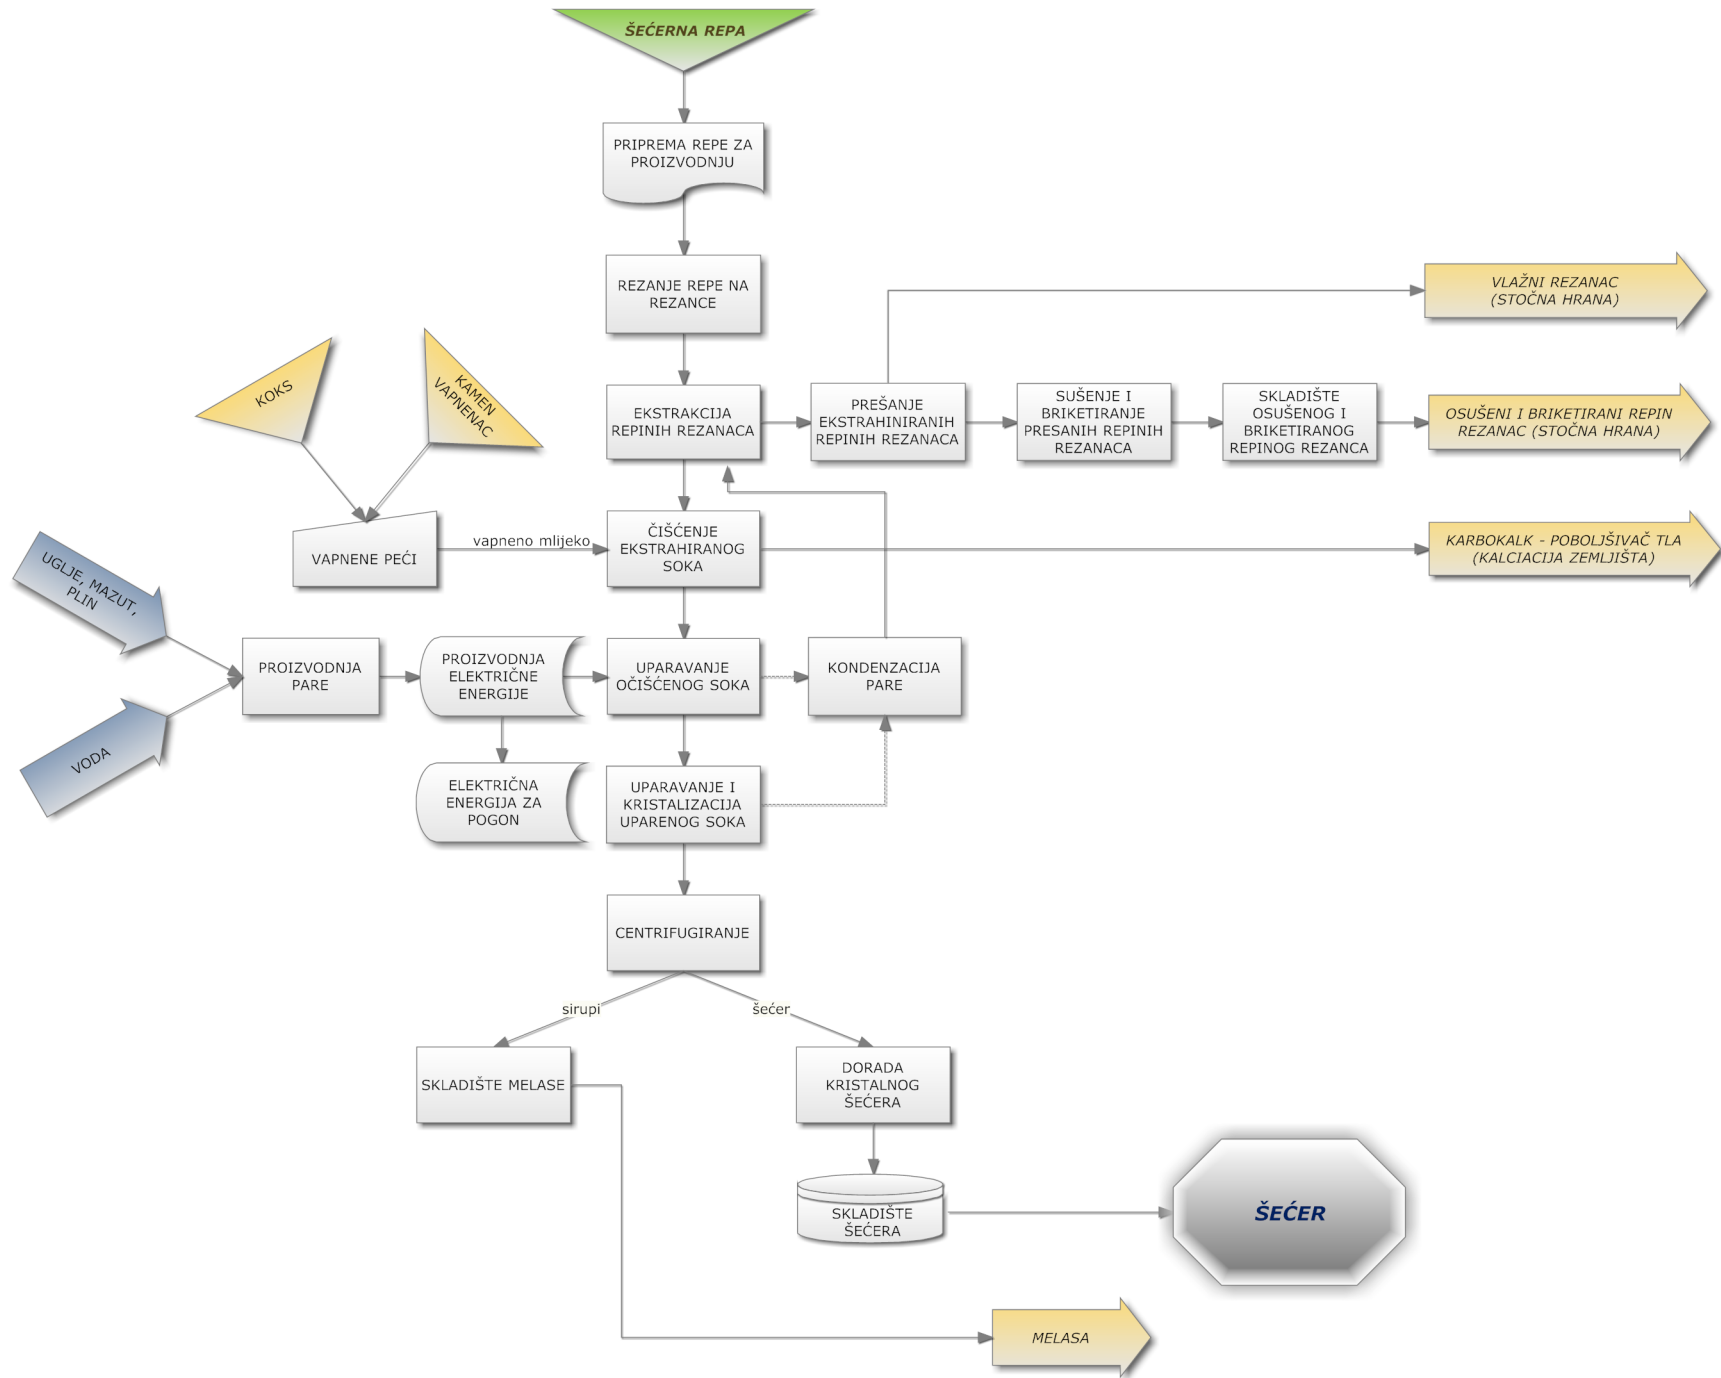 ŠEĆERNA REPA
PRIPREMA REPE ZA
PROIZVODNJU
REZANJE REPE NA
REZANCE
VLAŽNI REZANAC
(STOČNA HRANA)
KOKS
KAMEN
VAPNENAC
EKSTRAKCIJA
REPINIH REZANACA
PREŠANJE
EKSTRAHINIRANIH
REPINIH REZANACA
SUŠENJE I
BRIKETIRANJE
PRESANIH REPINIH
REZANACA
SKLADIŠTE
OSUŠENOG I
BRIKETIRANOG
REPINOG REZANCA
OSUŠENI I BRIKETIRANI REPIN
REZANAC (STOČNA HRANA)
VAPNENE PEĆI
vapneno mlijeko
ČIŠĆENJE
EKSTRAHIRANOG
SOKA
KARBOKALK - POBOLJŠIVAČ TLA
(KALCIACIJA ZEMLJIŠTA)
UGLJE, MAZUT,
PLIN
PROIZVODNJA
PARE
PROIZVODNJA
ELEKTRIČNE
ENERGIJE
UPARAVANJE
OČIŠĆENOG SOKA
KONDENZACIJA
PARE
VODA
ELEKTRIČNA
ENERGIJA ZA
POGON
UPARAVANJE I
KRISTALIZACIJA
UPARENOG SOKA
CENTRIFUGIRANJE
sirupi
šećer
SKLADIŠTE MELASE
DORADA
KRISTALNOG
ŠEĆERA
SKLADIŠTE
ŠEĆERA
ŠEĆER
MELASA